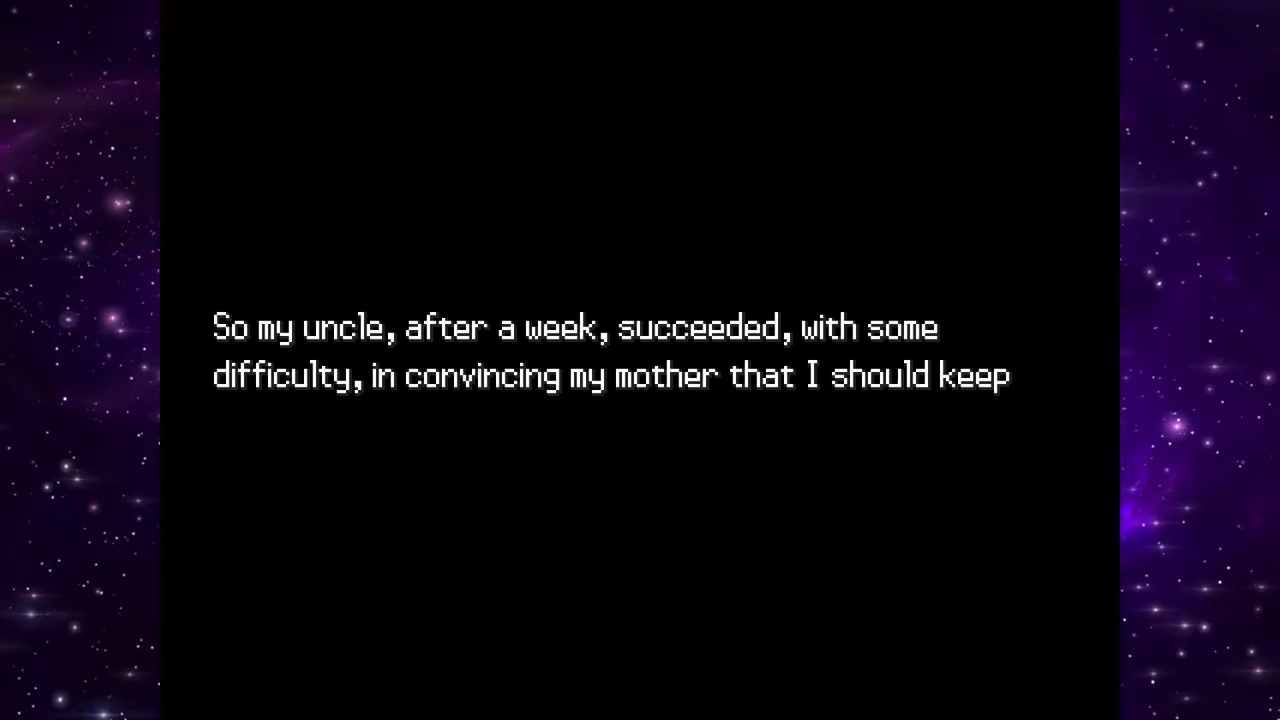 So my uncle, after a week, succeeded, with some
difficulty, in convincing my mother that I should keep